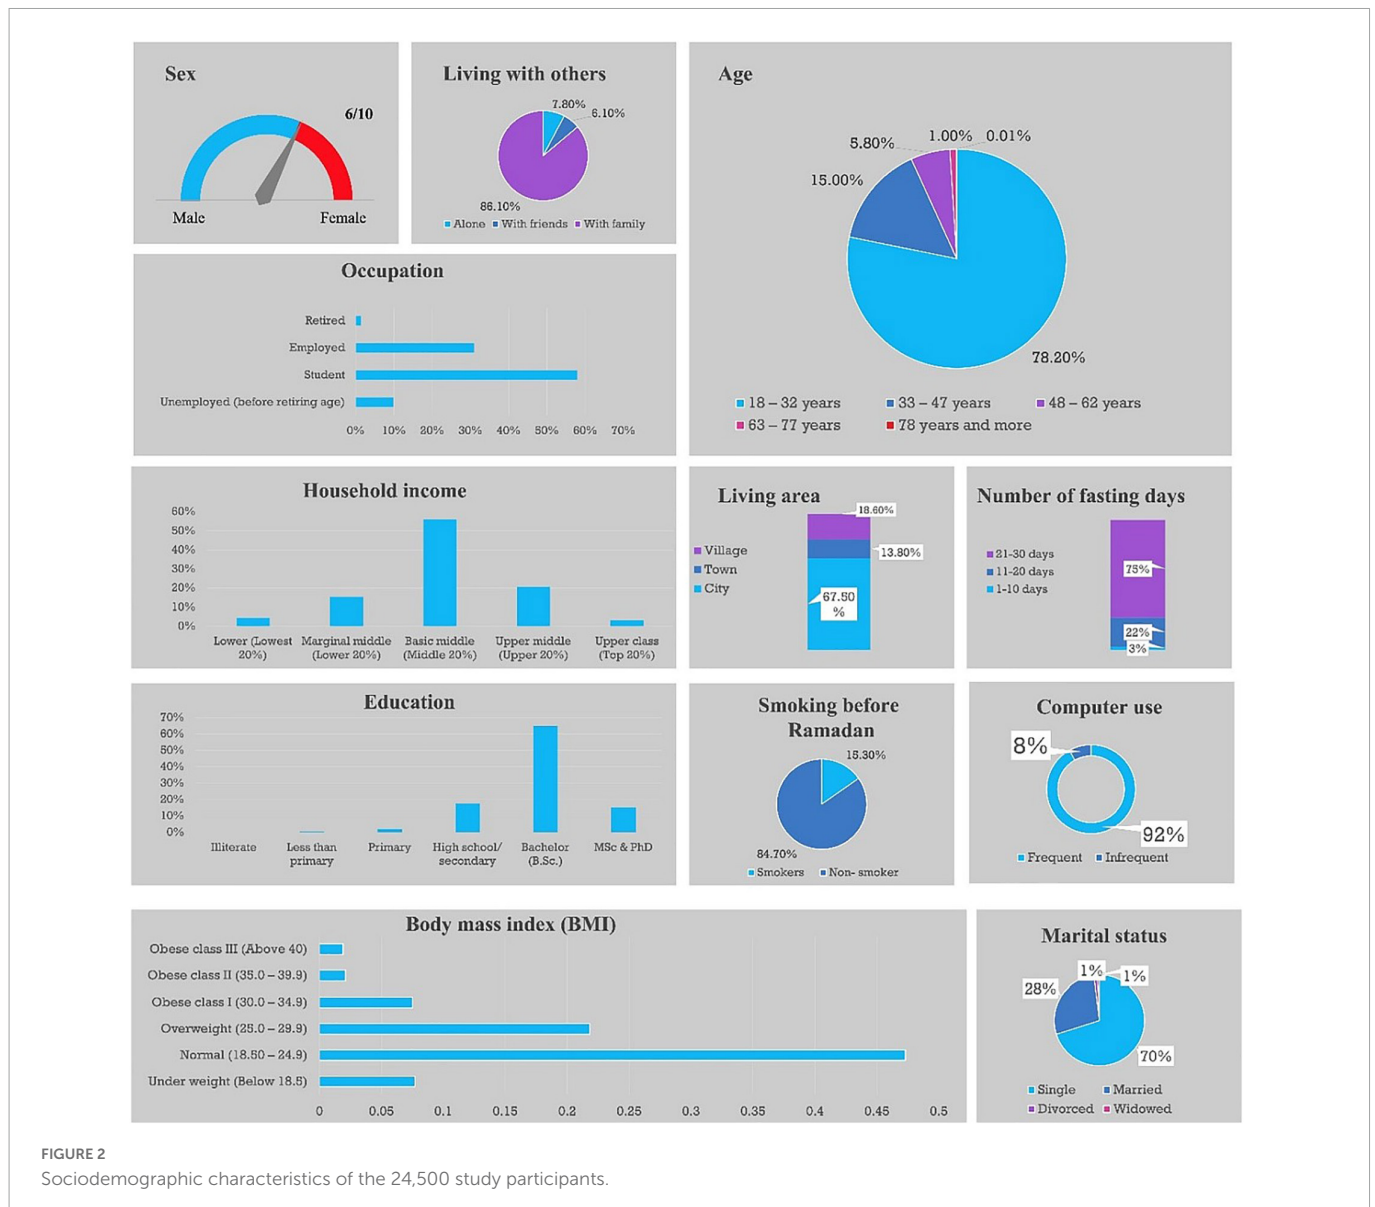 Sex
6/10
Male
Female
Living with others
7.80%
6.10%
86.10%
Alone
With friends
With family
Age
5.80%
1.00%
0.01%
15.00%
78.20%
18 – 32 years
33 – 47 years
48 – 62 years
63 – 77 years
78 years and more
Occupation
Retired
Employed
Student
Unemployed (before retiring age)
0% 10% 20% 30% 40% 50% 60% 70%
Household income
60%
50%
40%
30%
20%
10%
0%
Lower (Lowest
20%)
Marginal middle
(Lower 20%)
Basic middle
(Middle 20%)
Upper middle
(Upper 20%)
Upper class
(Top 20%)
Living area
18.60%
13.80%
67.50
%
Village
Town
City
Number of fasting days
21-30 days
11-20 days
1-10 days
75%
22%
3%
Education
70%
60%
50%
40%
30%
20%
10%
0%
Illiterate
Less than
primary
Primary
High school/
secondary
Bachelor
(B.Sc.)
MSc & PhD
Smoking before
Ramadan
15.30%
84.70%
Smokers
Non- smoker
Computer use
8%
92%
Frequent
Infrequent
Body mass index (BMI)
Obese class III (Above 40)
Obese class II (35.0 – 39.9)
Obese class I (30.0 – 34.9)
Overweight (25.0 – 29.9)
Normal (18.50 – 24.9)
Under weight (Below 18.5)
0 0.05 0.1 0.15 0.2 0.25 0.3 0.35 0.4 0.45 0.5
Marital status
1%
1%
28%
70%
Single
Married
Divorced
Widowed
FIGURE 2
Sociodemographic characteristics of the 24,500 study participants.